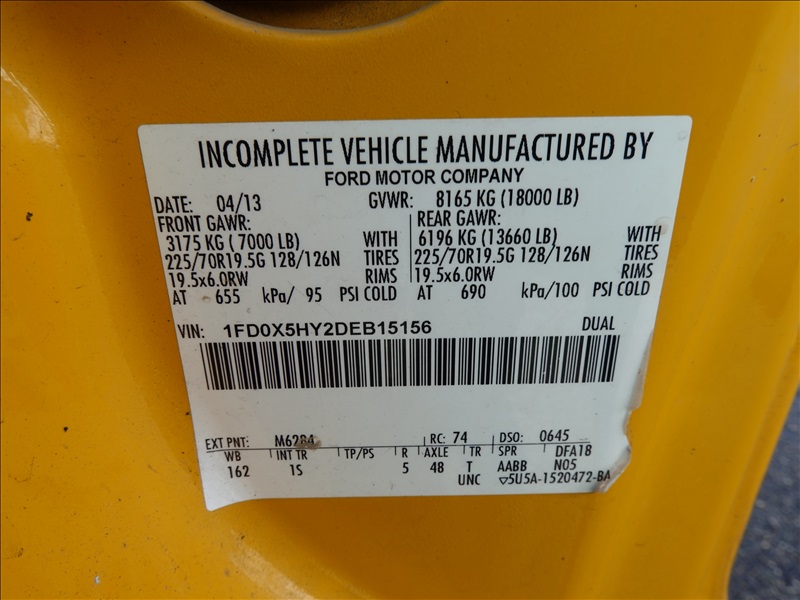 INCOMPLETE VEHICLE MANUFACTURED BY
FORD MOTOR COMPANY
DATE: 04/13 GVWR: 8165 KG (18000 LB)
FRONT GAWR: REAR GAWR:
3175 KG ( 7000 LB) WITH 6196 KG (13660 LB) WITH
225/70R19.5G 128/126N TIRES 225/70R19.5G 128/126N TIRES
19.5x6.0RW RIMS 19.5x6.0RW RIMS
AT 655 kPa/ 95 PSI COLD AT 690 kPa/100 PSI COLD
VIN: 1FD0X5HY2DEB15156 DUAL
EXT PNT: M6284 RC: 74 DSO: 0645
WB INT TR TP/PS R AXLE TR SPR DFA18
162 1S 5 48 T AABB N05
UNC ▽5U5A-1520472-BA